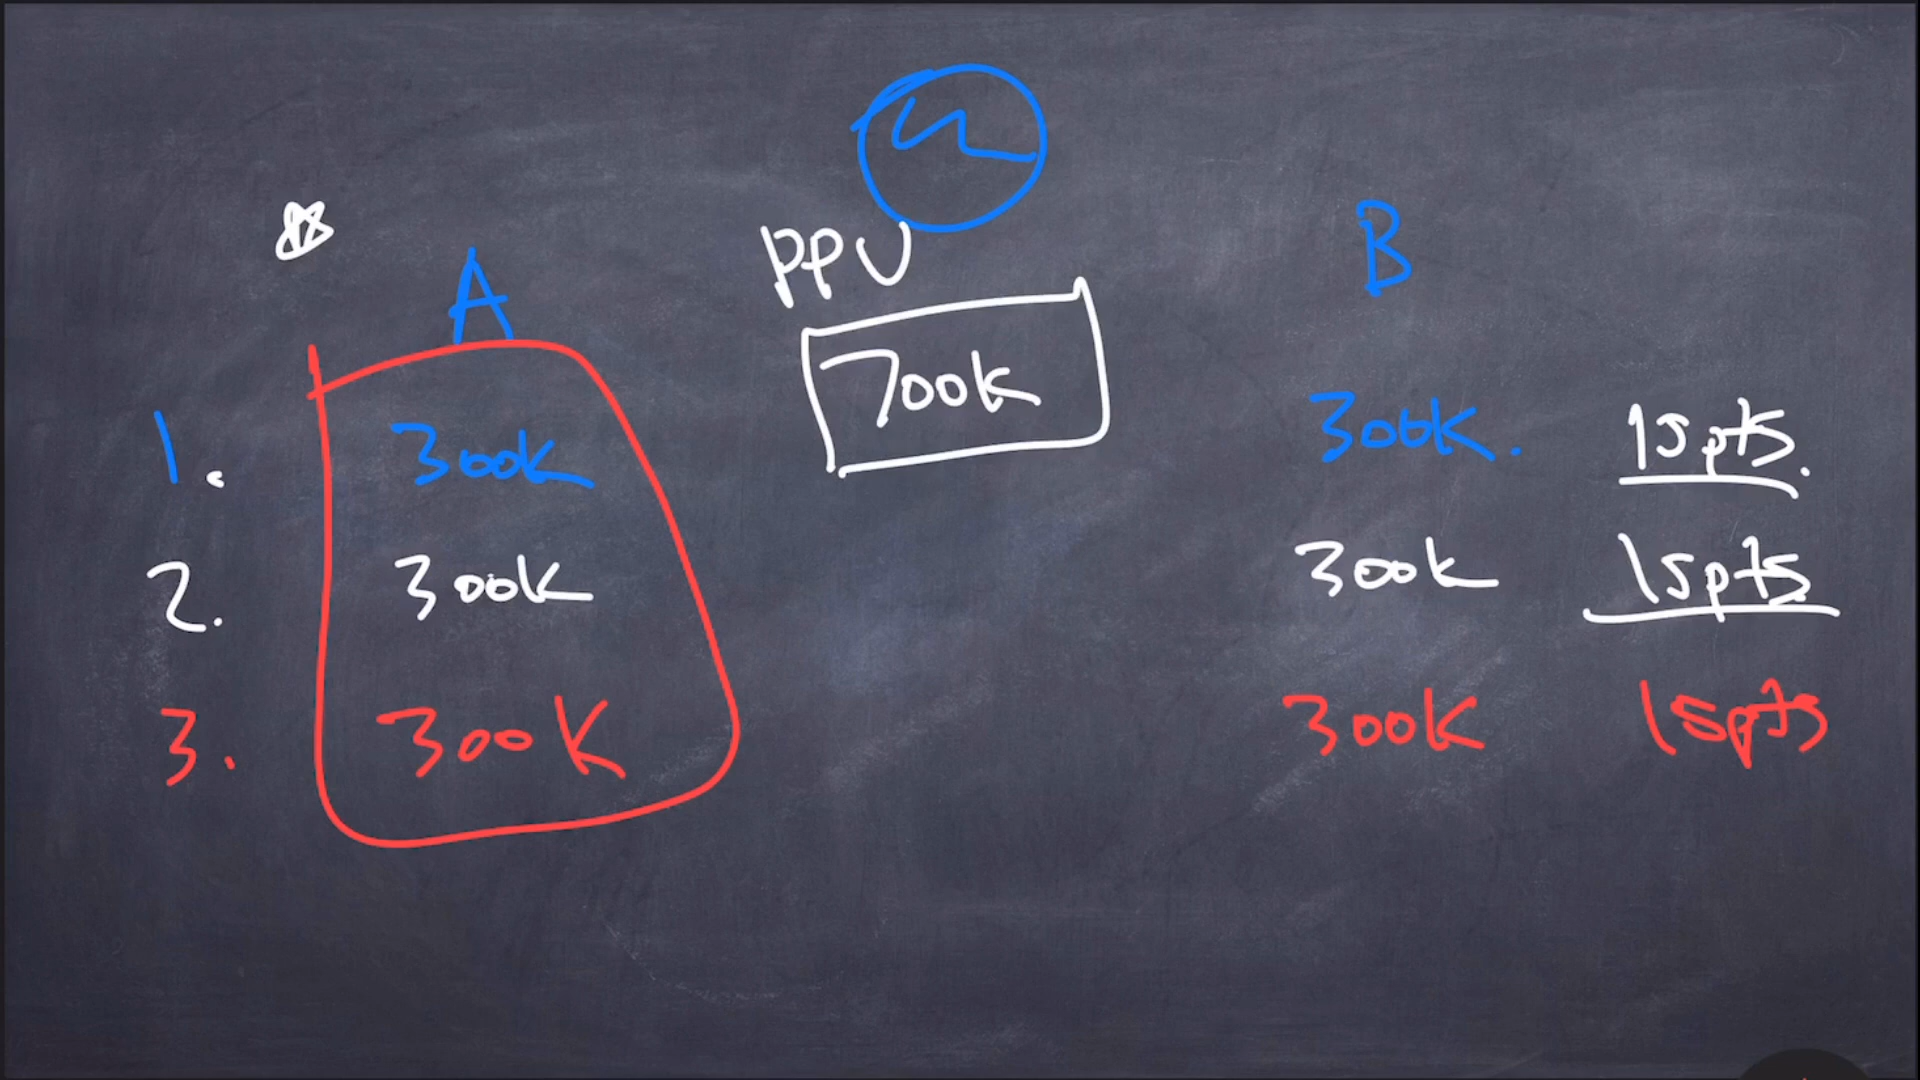 PPU
A
B
700k
1. 300k 300k. 15pts.
2. 300k 300k 15pts
3. 300k 300k 15pts